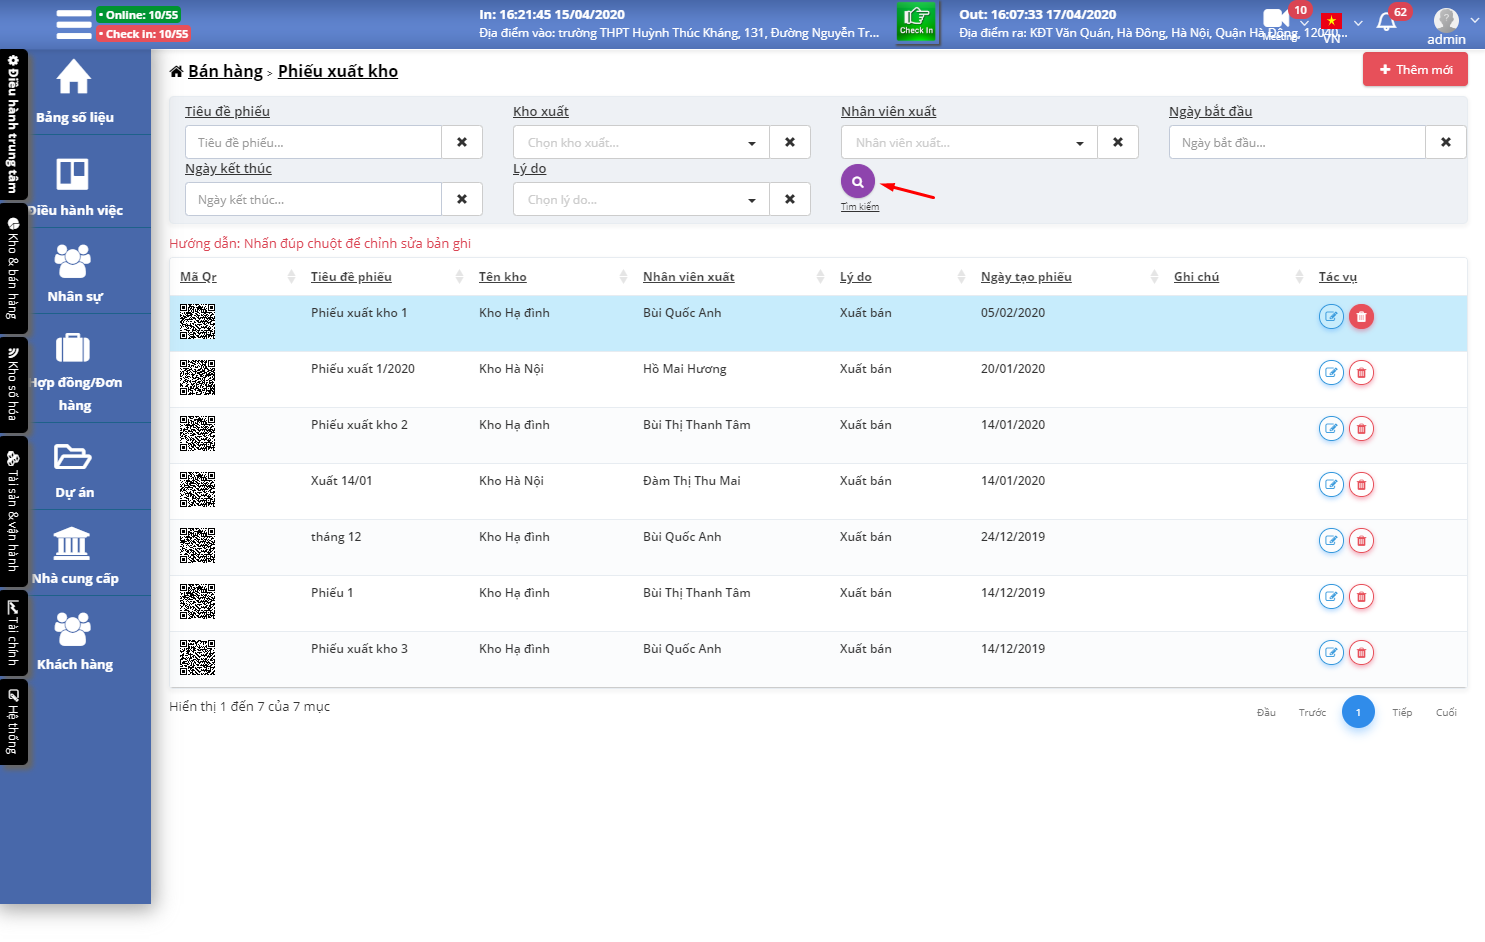 • Online: 10/55
• Check in: 10/55
In: 16:21:45 15/04/2020
Địa điểm vào: trường THPT Huỳnh Thúc Kháng, 131, Đường Nguyễn Tr...
Check In
Out: 16:07:33 17/04/2020
Địa điểm ra: KĐT Văn Quán, Hà Đông, Hà Nội, Quận Hà Đông, 12040...
10
Meeting
VN
62
admin
Điều hành trung tâm
Kho & bán hàng
Kho số hóa
Tài sản & vận hành
Tài chính
Hệ thống
Bảng số liệu
Điều hành việc
Nhân sự
Hợp đồng/Đơn
hàng
Dự án
Nhà cung cấp
Khách hàng
Bán hàng > Phiếu xuất kho
Thêm mới
Tiêu đề phiếu Kho xuất Nhân viên xuất Ngày bắt đầu
Tiêu đề phiếu... Chọn kho xuất... Nhân viên xuất... Ngày bắt đầu...
Ngày kết thúc Lý do
Ngày kết thúc... Chọn lý do...
Tìm kiếm
Hướng dẫn: Nhấn đúp chuột để chỉnh sửa bản ghi
Mã Qr Tiêu đề phiếu Tên kho Nhân viên xuất Lý do Ngày tạo phiếu Ghi chú Tác vụ
Phiếu xuất kho 1 Kho Hạ đình Bùi Quốc Anh Xuất bán 05/02/2020
Phiếu xuất 1/2020 Kho Hà Nội Hồ Mai Hương Xuất bán 20/01/2020
Phiếu xuất kho 2 Kho Hạ đình Bùi Thị Thanh Tâm Xuất bán 14/01/2020
Xuất 14/01 Kho Hà Nội Đàm Thị Thu Mai Xuất bán 14/01/2020
tháng 12 Kho Hạ đình Bùi Quốc Anh Xuất bán 24/12/2019
Phiếu 1 Kho Hạ đình Bùi Thị Thanh Tâm Xuất bán 14/12/2019
Phiếu xuất kho 3 Kho Hạ đình Bùi Quốc Anh Xuất bán 14/12/2019
Hiển thị 1 đến 7 của 7 mục
Đầu Trước 1 Tiếp Cuối